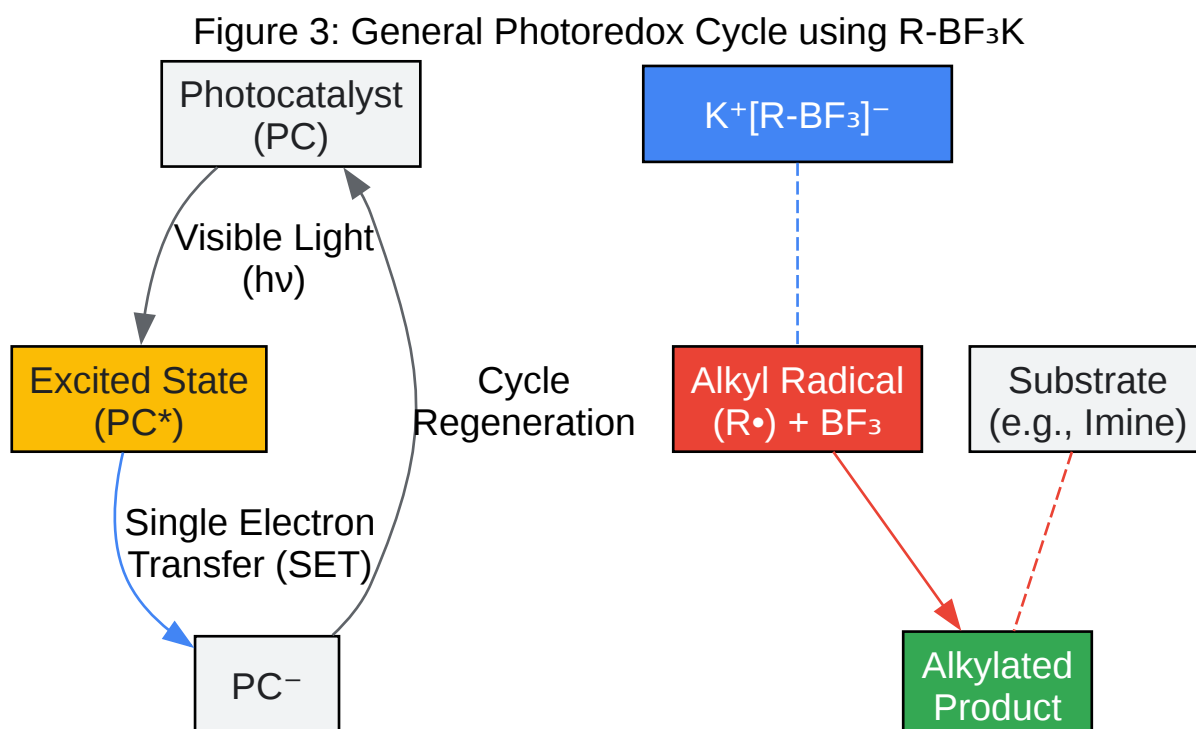 Figure 3: General Photoredox Cycle using R-BF₃K
Photocatalyst
(PC)
K⁺[R-BF₃]⁻
Visible Light
(hν)
Excited State
(PC*)
Cycle
Regeneration
Alkyl Radical
(R•) + BF₃
Substrate
(e.g., Imine)
Single Electron
Transfer (SET)
PC⁻
Alkylated
Product